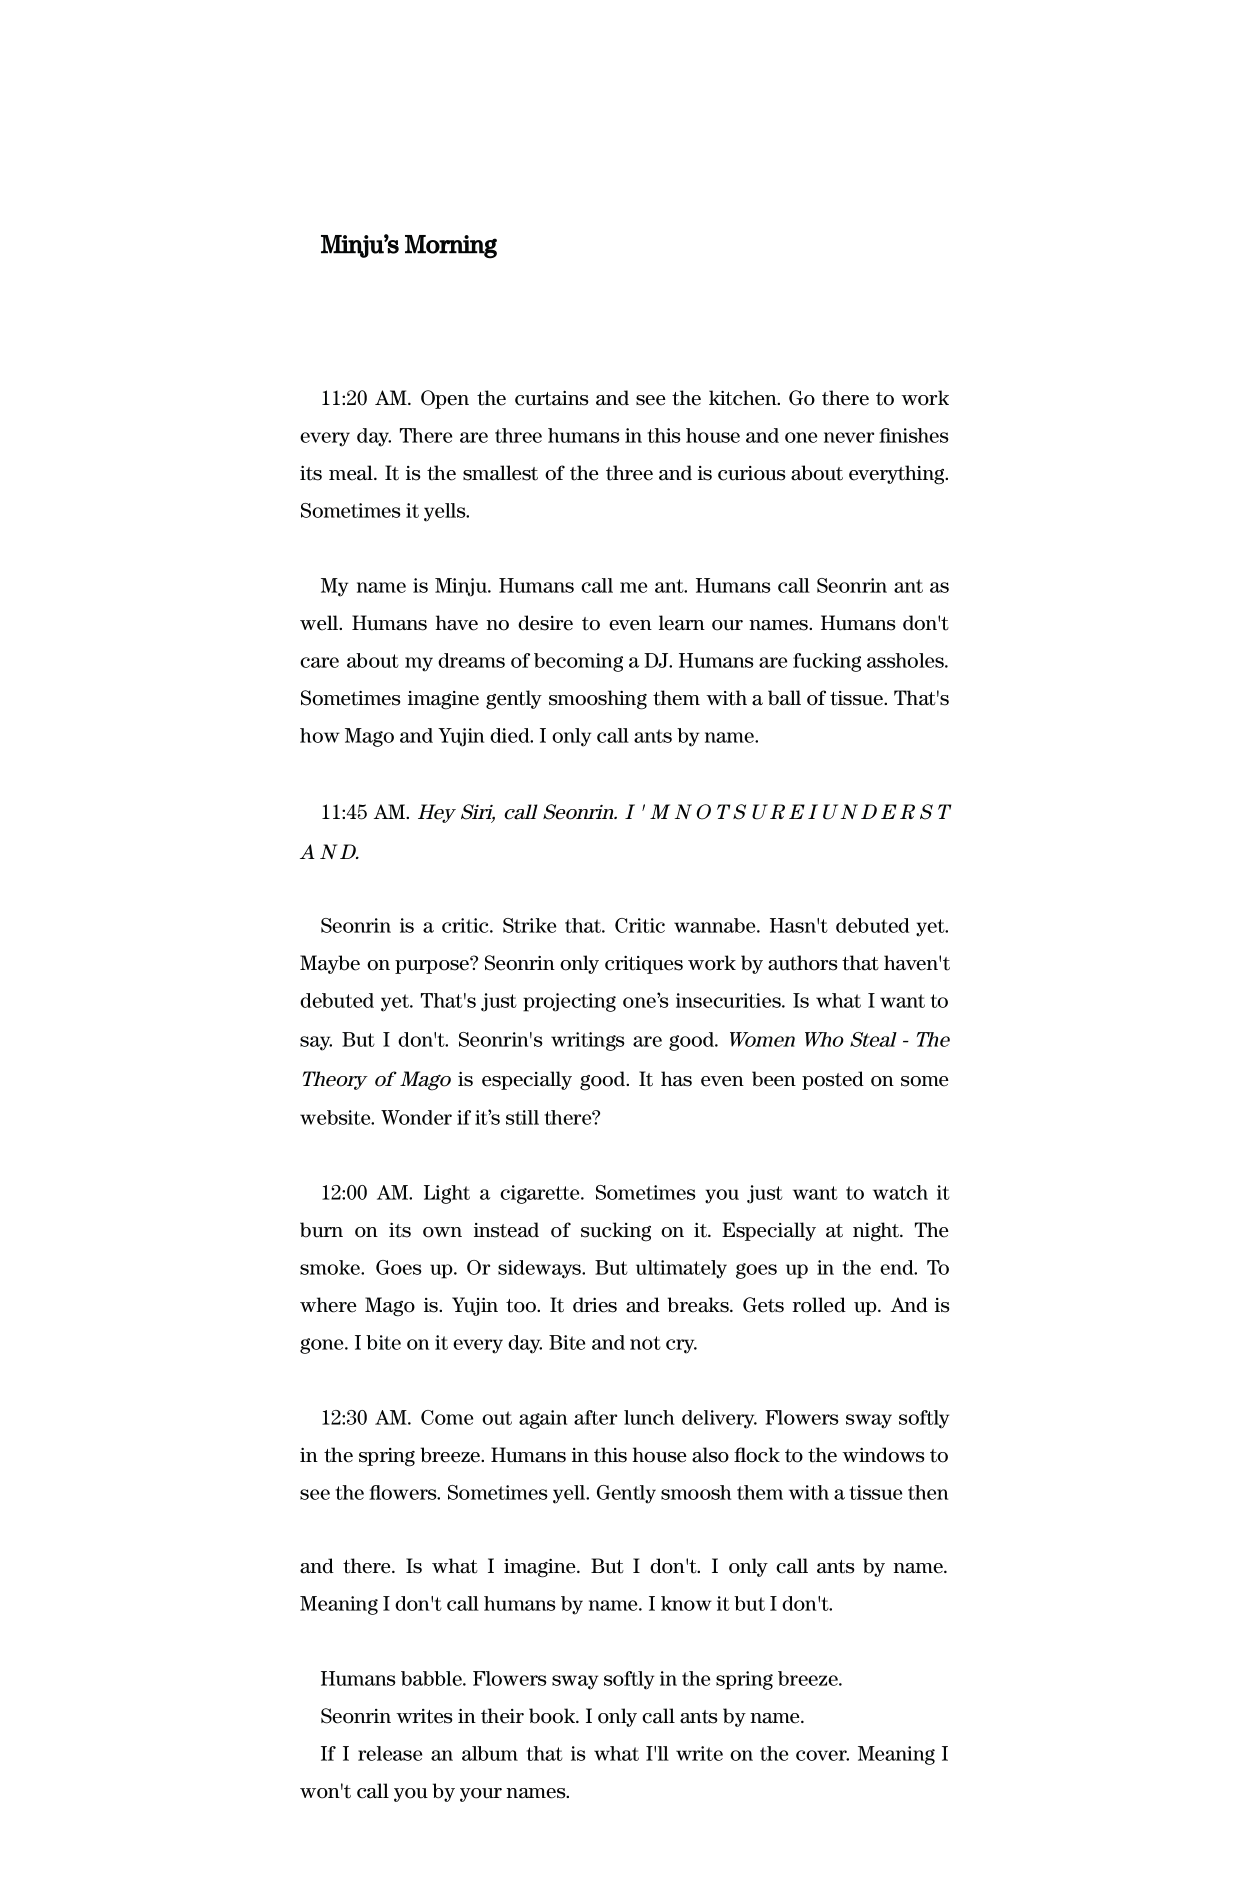 Minju’s Morning
11:20 AM. Open the curtains and see the kitchen. Go there to work
every day. There are three humans in this house and one never finishes
its meal. It is the smallest of the three and is curious about everything.
Sometimes it yells.
My name is Minju. Humans call me ant. Humans call Seonrin ant as
well. Humans have no desire to even learn our names. Humans don't
care about my dreams of becoming a DJ. Humans are fucking assholes.
Sometimes imagine gently smooshing them with a ball of tissue. That's
how Mago and Yujin died. I only call ants by name.
11:45 AM. Hey Siri, call Seonrin. I ' M N O T S U R E I U N D E R S T
A N D.
Seonrin is a critic. Strike that. Critic wannabe. Hasn't debuted yet.
Maybe on purpose? Seonrin only critiques work by authors that haven't
debuted yet. That's just projecting one’s insecurities. Is what I want to
say. But I don't. Seonrin's writings are good. Women Who Steal - The
Theory of Mago is especially good. It has even been posted on some
website. Wonder if it’s still there?
12:00 AM. Light a cigarette. Sometimes you just want to watch it
burn on its own instead of sucking on it. Especially at night. The
smoke. Goes up. Or sideways. But ultimately goes up in the end. To
where Mago is. Yujin too. It dries and breaks. Gets rolled up. And is
gone. I bite on it every day. Bite and not cry.
12:30 AM. Come out again after lunch delivery. Flowers sway softly
in the spring breeze. Humans in this house also flock to the windows to
see the flowers. Sometimes yell. Gently smoosh them with a tissue then
and there. Is what I imagine. But I don't. I only call ants by name.
Meaning I don't call humans by name. I know it but I don't.
Humans babble. Flowers sway softly in the spring breeze.
Seonrin writes in their book. I only call ants by name.
If I release an album that is what I'll write on the cover. Meaning I
won't call you by your names.